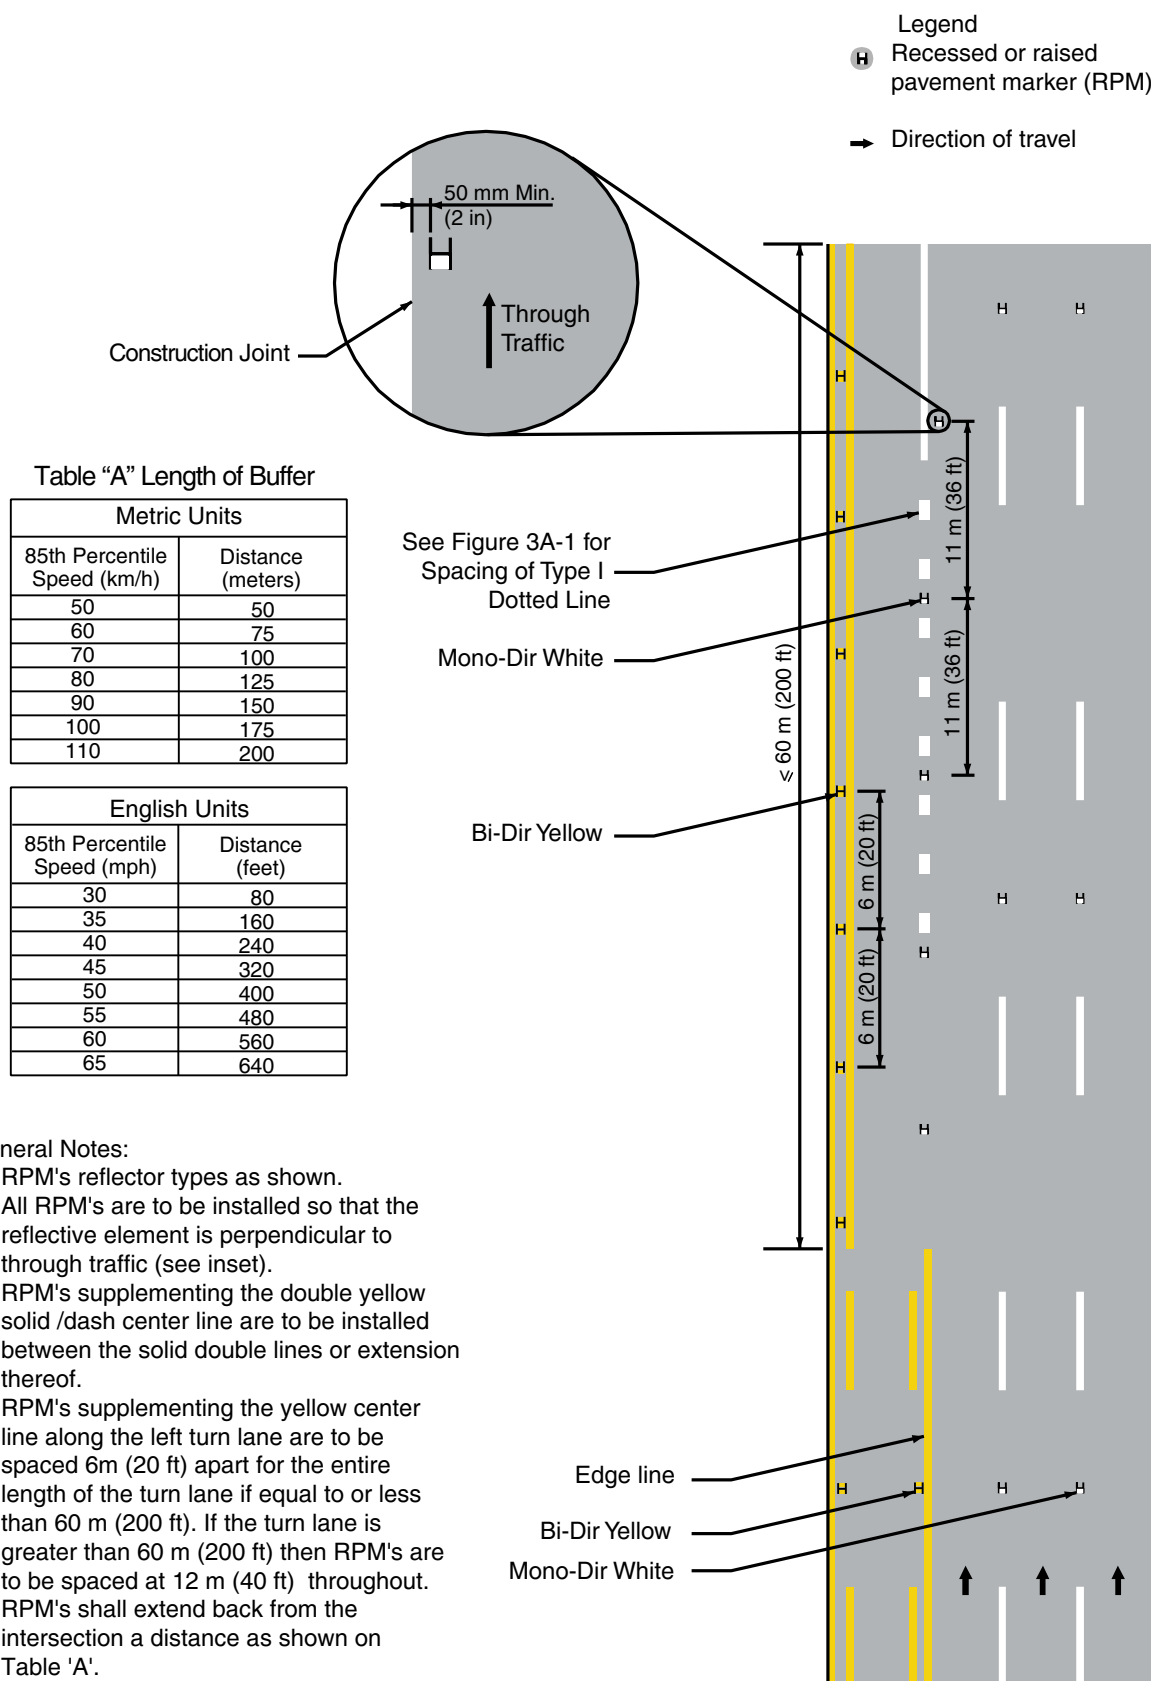 Legend
H Recessed or raised
pavement marker (RPM)
Direction of travel
50 mm Min.
(2 in)
Through
Traffic
Construction Joint
Table “A” Length of Buffer
Metric Units
85th Percentile Speed (km/h) Distance (meters)
50 50
60 75
70 100
80 125
90 150
100 175
110 200
English Units
85th Percentile Speed (mph) Distance (feet)
30 80
35 160
40 240
45 320
50 400
55 480
60 560
65 640
See Figure 3A-1 for
Spacing of Type I
Dotted Line
Mono-Dir White
Bi-Dir Yellow
≤ 60 m (200 ft)
11 m (36 ft)
11 m (36 ft)
6 m (20 ft)
6 m (20 ft)
neral Notes:
RPM's reflector types as shown.
All RPM's are to be installed so that the
reflective element is perpendicular to
through traffic (see inset).
RPM's supplementing the double yellow
solid /dash center line are to be installed
between the solid double lines or extension
thereof.
RPM's supplementing the yellow center
line along the left turn lane are to be
spaced 6m (20 ft) apart for the entire
length of the turn lane if equal to or less
than 60 m (200 ft). If the turn lane is
greater than 60 m (200 ft) then RPM's are
to be spaced at 12 m (40 ft) throughout.
RPM's shall extend back from the
intersection a distance as shown on
Table 'A'.
Edge line
Bi-Dir Yellow
Mono-Dir White